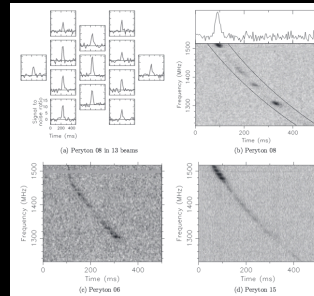 Signal to
noise ratio
0 200 400
Time (ms)
(a) Peryton 08 in 13 beams
Frequency (MHz)
1500
1400
1300
0 200 400
Time (ms)
(b) Peryton 08
Frequency (MHz)
1500
1400
1300
0 200 400
Time (ms)
(c) Peryton 06
Frequency (MHz)
1500
1400
1300
0 200 400
Time (ms)
(d) Peryton 15